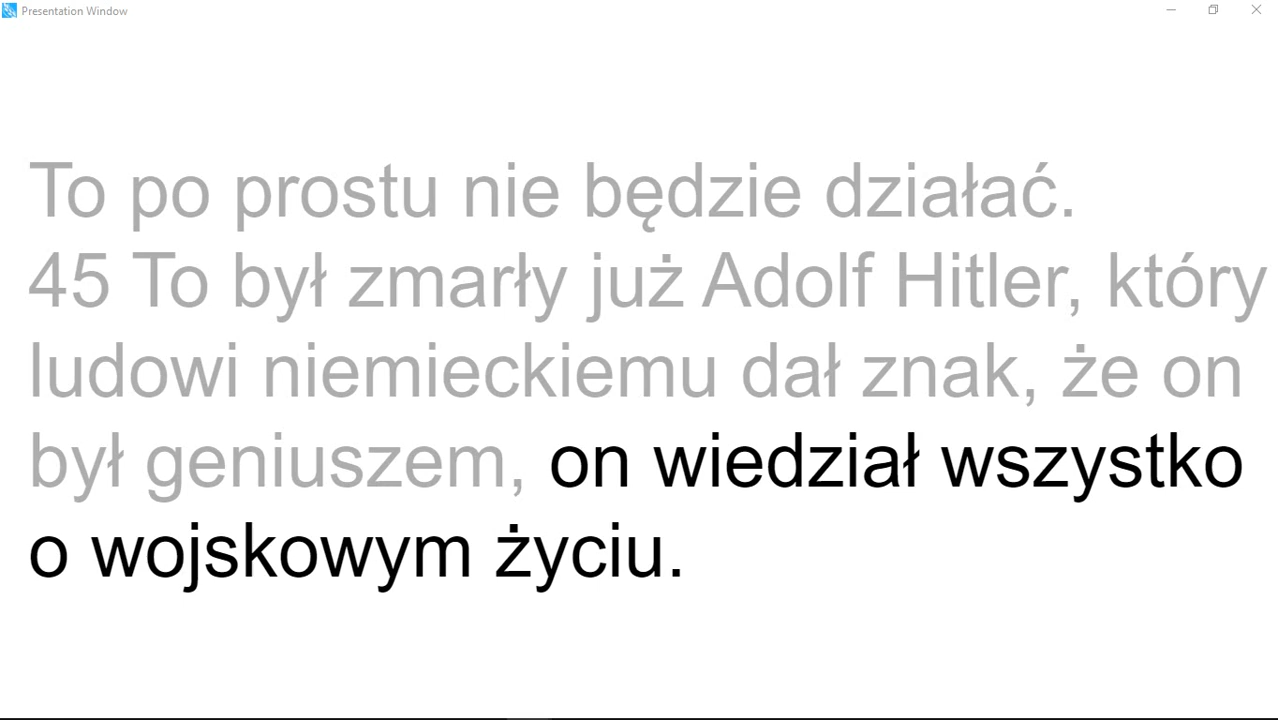 Presentation Window
To po prostu nie będzie działać.
45 To był zmarły już Adolf Hitler, który
ludowi niemieckiemu dał znak, że on
był geniuszem, on wiedział wszystko
o wojskowym życiu.